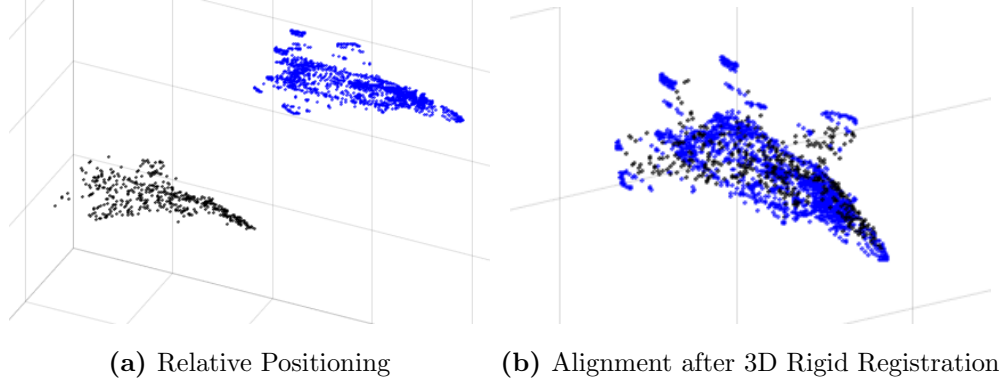 (a) Relative Positioning
(b) Alignment after 3D Rigid Registration